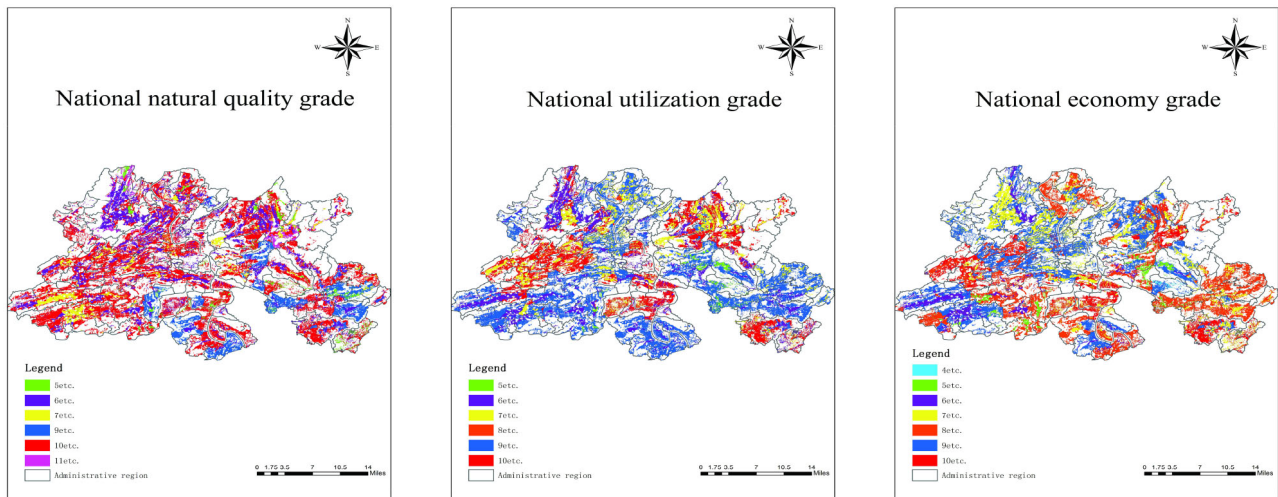 N
W E
S
National natural quality grade
Legend
5etc.
6etc.
7etc.
9etc.
10etc.
11etc.
Administrative region
0 1.75 3.5 7 10.5 14
Miles
N
W E
S
National utilization grade
Legend
5etc.
6etc.
7etc.
8etc.
9etc.
10etc.
Administrative region
0 1.75 3.5 7 10.5 14
Miles
N
W E
S
National economy grade
Legend
4etc.
5etc.
6etc.
7etc.
8etc.
9etc.
10etc.
Administrative region
0 1.75 3.5 7 10.5 14
Miles